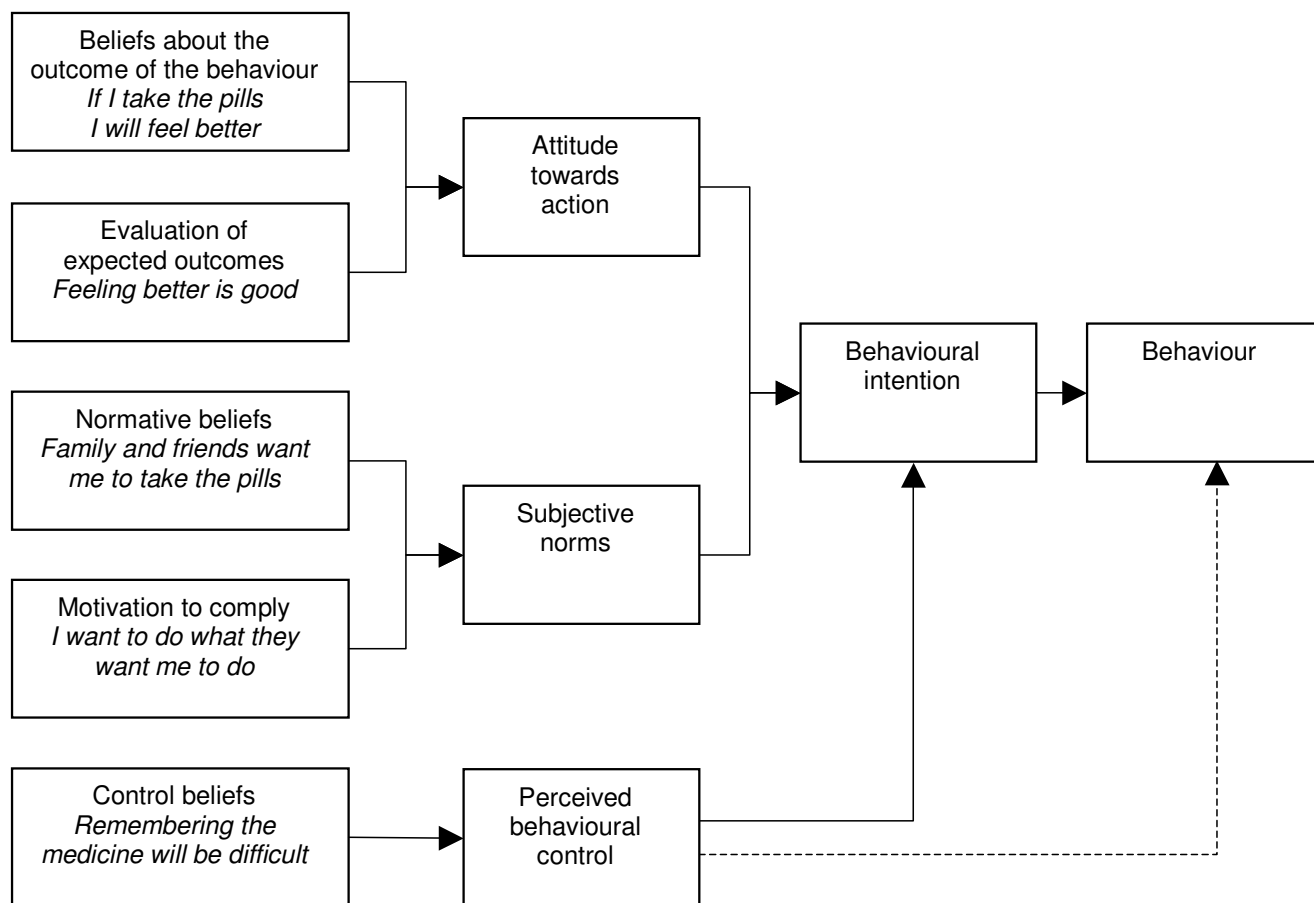 Beliefs about the
outcome of the behaviour
If I take the pills
I will feel better
Evaluation of
expected outcomes
Feeling better is good
Normative beliefs
Family and friends want
me to take the pills
Motivation to comply
I want to do what they
want me to do
Control beliefs
Remembering the
medicine will be difficult
Attitude
towards
action
Subjective
norms
Perceived
behavioural
control
Behavioural
intention
Behaviour